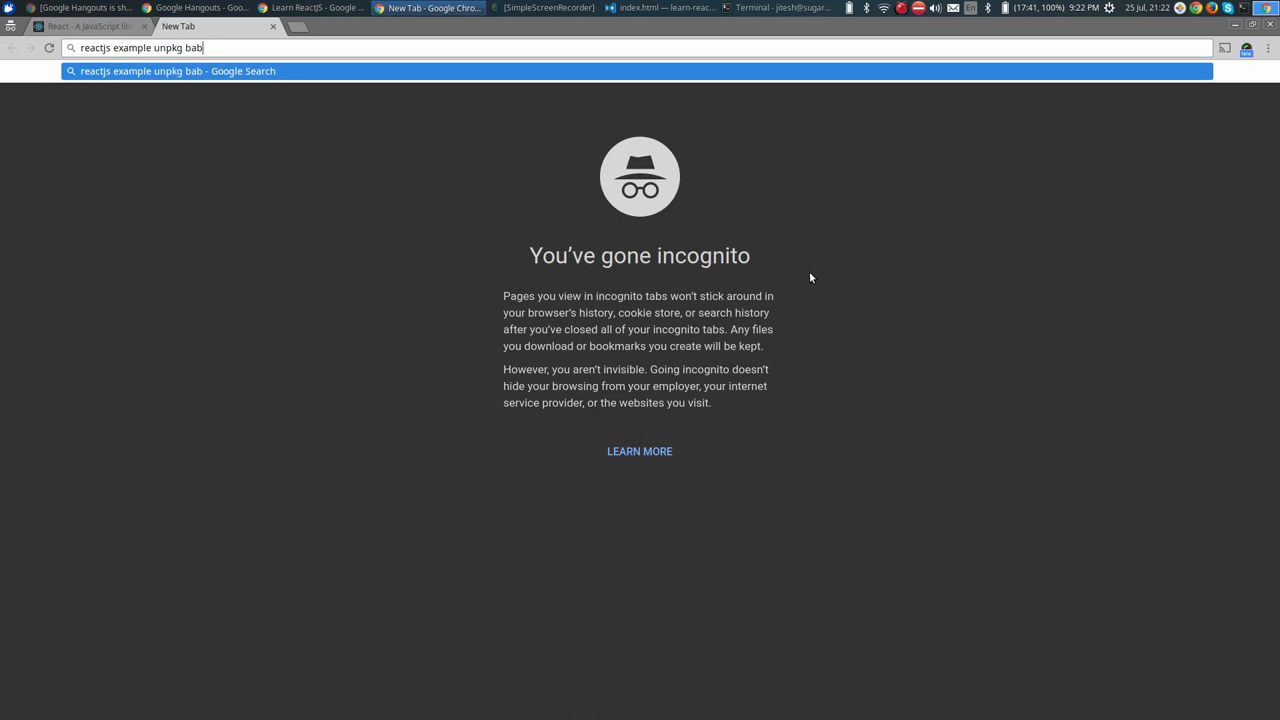 [Google Hangouts is sh... Google Hangouts - Goo... Learn ReactJS - Google ... New Tab - Google Chro... [SimpleScreenRecorder] index.html — learn-reac... Terminal - jitesh@sugar... En (17:41, 100%) 9:22 PM 25 Jul, 21:22
React - A JavaScript libr New Tab
reactjs example unpkg bab
reactjs example unpkg bab - Google Search
You've gone incognito
Pages you view in incognito tabs won't stick around in
your browser's history, cookie store, or search history
after you've closed all of your incognito tabs. Any files
you download or bookmarks you create will be kept.
However, you aren't invisible. Going incognito doesn't
hide your browsing from your employer, your internet
service provider, or the websites you visit.
LEARN MORE